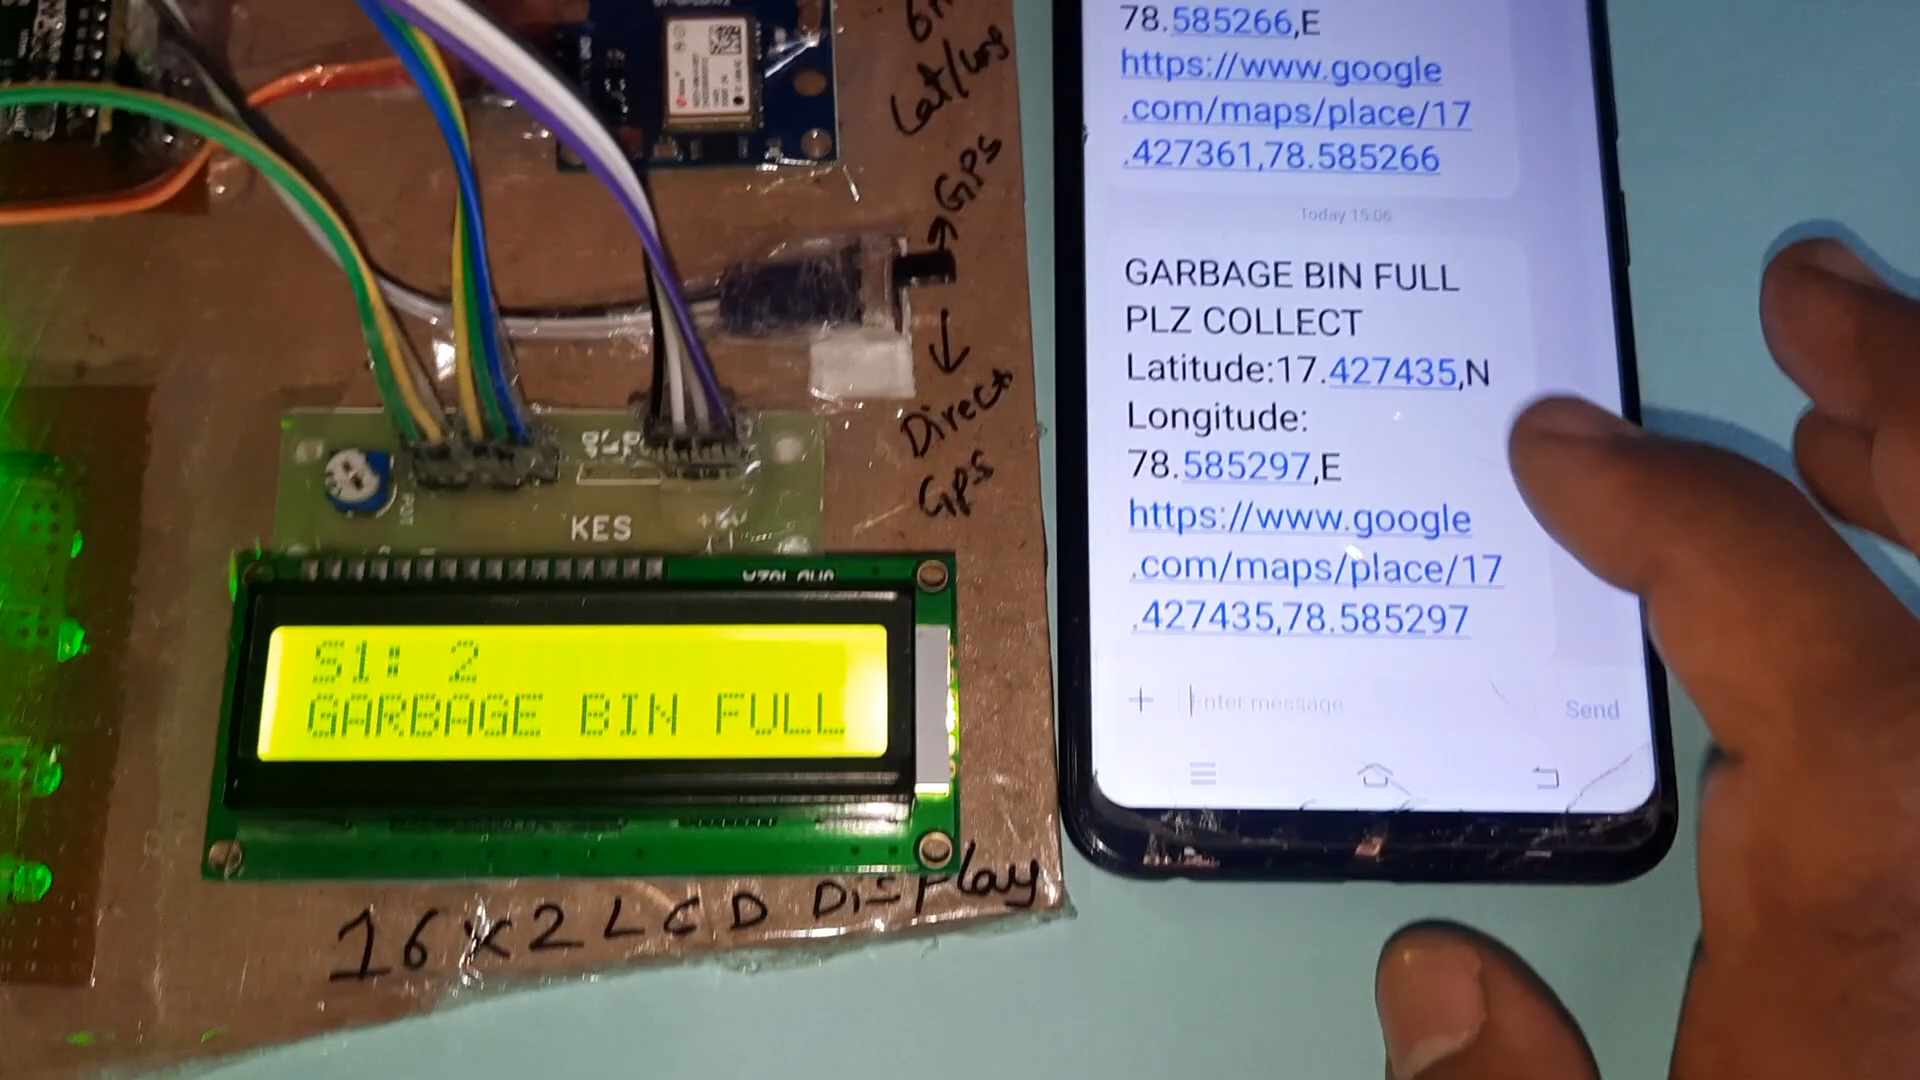 Lat/Long
GPS
Direct
GPS
KES
S1: 2
GARBAGE BIN FULL
16X2 LCD DISPlay
78.585266,E
https://www.google
.com/maps/place/17
.427361,78.585266
Today 15:06
GARBAGE BIN FULL
PLZ COLLECT
Latitude:17.427435,N
Longitude:
78.585297,E
https://www.google
.com/maps/place/17
.427435,78.585297
Enter message
Send